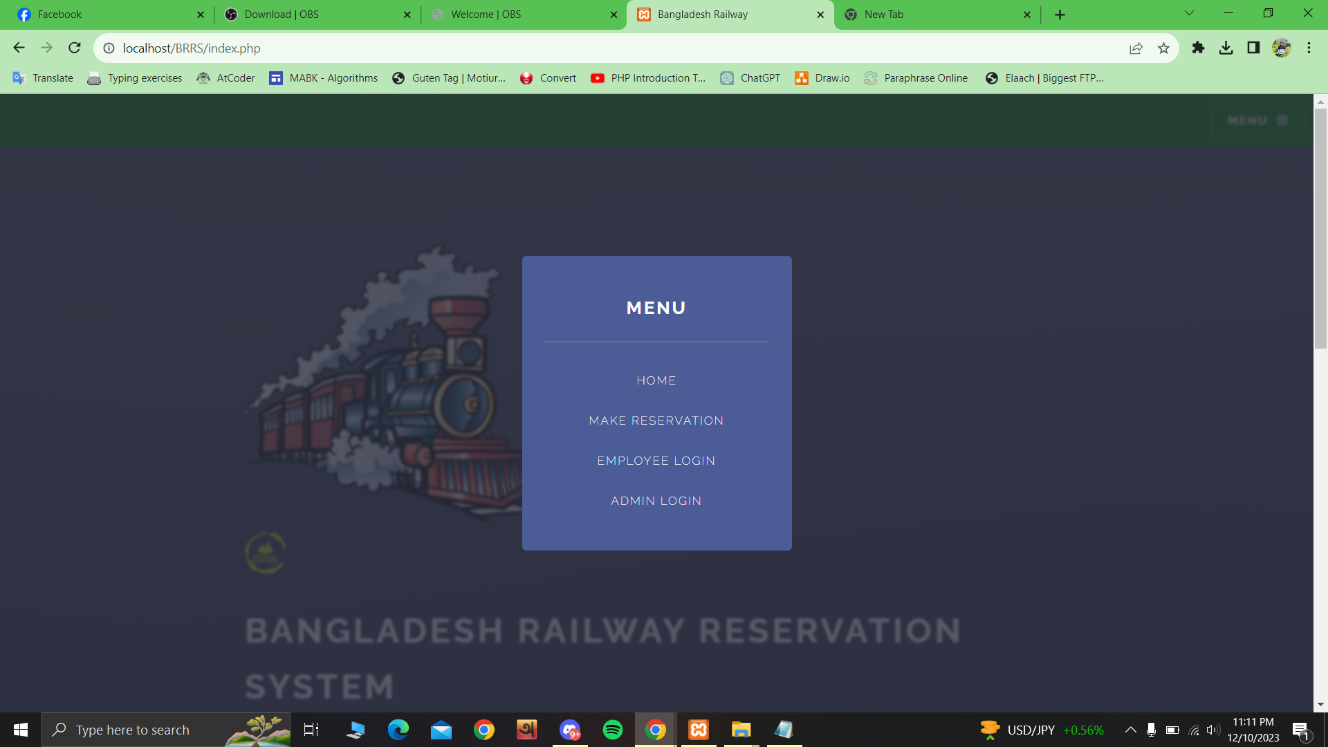 Facebook
Download | OBS
Welcome | OBS
Bangladesh Railway
New Tab
localhost/BRRS/index.php
Translate
Typing exercises
AtCoder
MABK - Algorithms
Guten Tag | Motiur...
Convert
PHP Introduction T...
ChatGPT
Draw.io
Paraphrase Online
Elaach | Biggest FTP...
MENU
MENU
HOME
MAKE RESERVATION
EMPLOYEE LOGIN
ADMIN LOGIN
BANGLADESH RAILWAY RESERVATION
SYSTEM
Type here to search
অ
9+
USD/JPY +0.56%
11:11 PM
12/10/2023
1